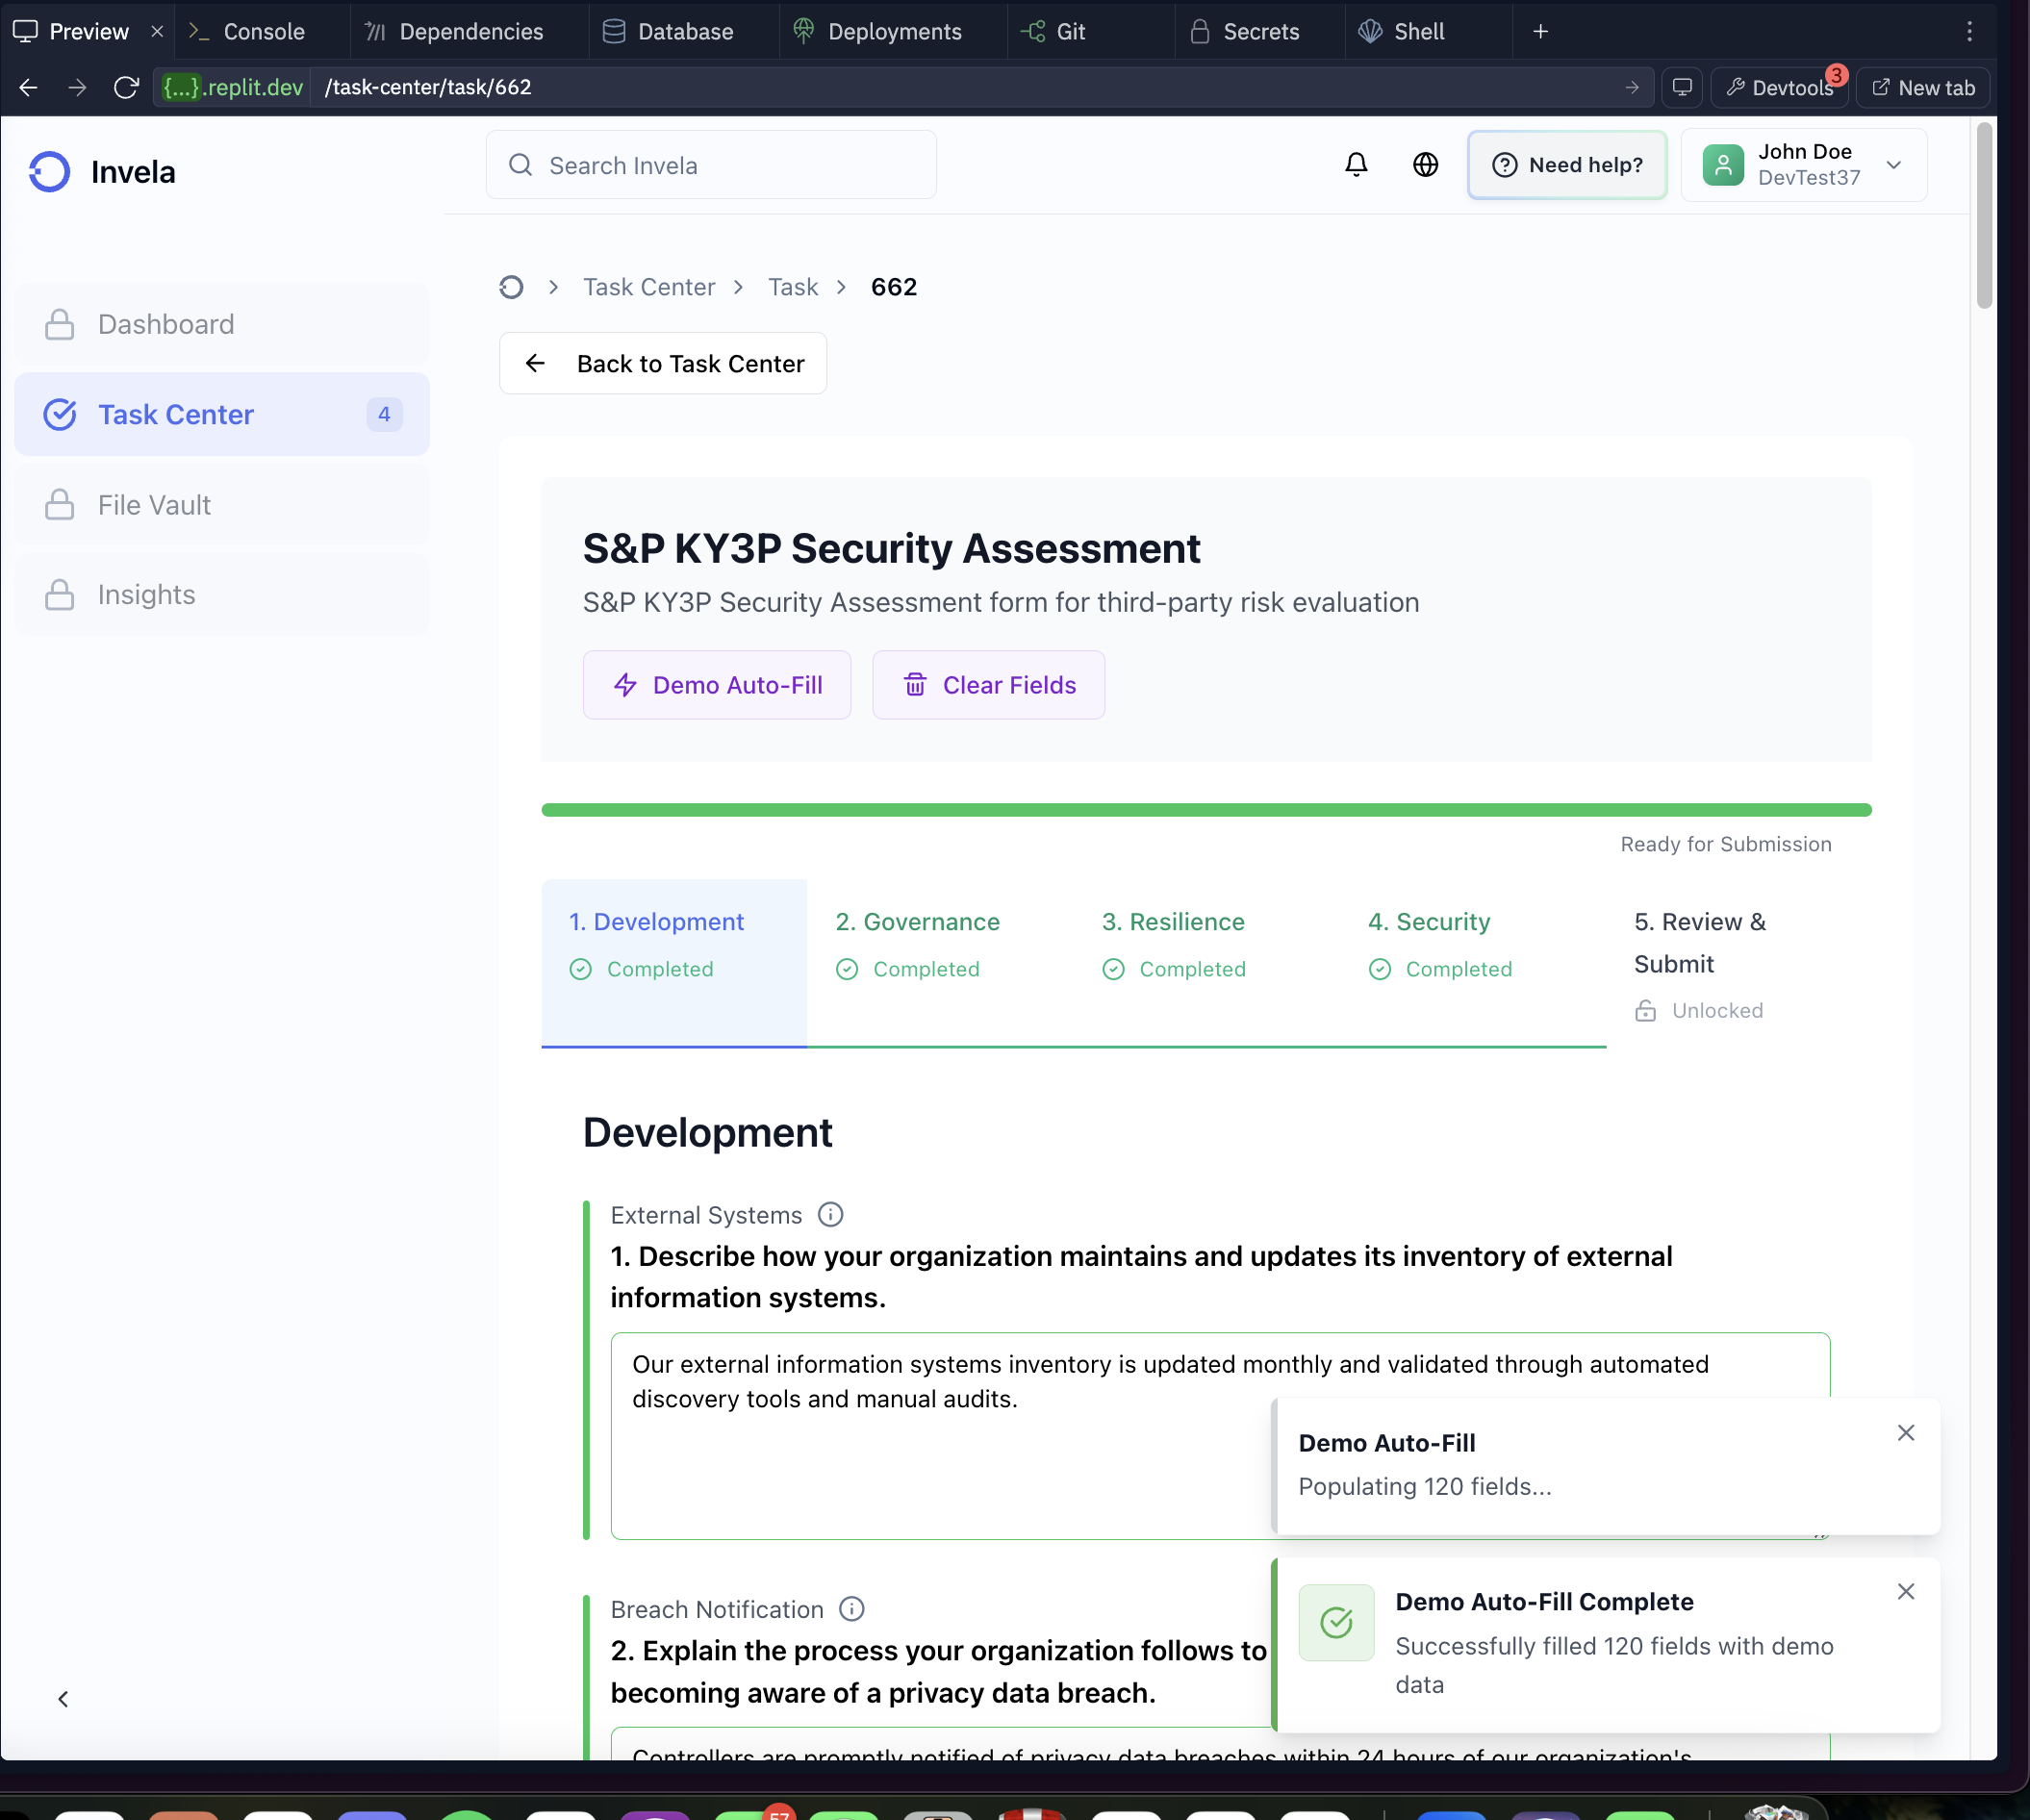 Preview
Console
Dependencies
Database
Deployments
Git
Secrets
Shell
{...}.replit.dev
/task-center/task/662
Devtools
3
New tab
Invela
Search Invela
Need help?
John Doe
DevTest37
Dashboard
Task Center
4
File Vault
Insights
Task Center
Task
662
Back to Task Center
S&P KY3P Security Assessment
S&P KY3P Security Assessment form for third-party risk evaluation
Demo Auto-Fill
Clear Fields
Ready for Submission
1. Development
Completed
2. Governance
Completed
3. Resilience
Completed
4. Security
Completed
5. Review &
Submit
Unlocked
Development
External Systems
1. Describe how your organization maintains and updates its inventory of external
information systems.
Our external information systems inventory is updated monthly and validated through automated
discovery tools and manual audits.
Demo Auto-Fill
Populating 120 fields...
Breach Notification
2. Explain the process your organization follows to
becoming aware of a privacy data breach.
Demo Auto-Fill Complete
Successfully filled 120 fields with demo
data
Controllers are promptly notified of privacy data breaches within 24 hours of our organization's
57